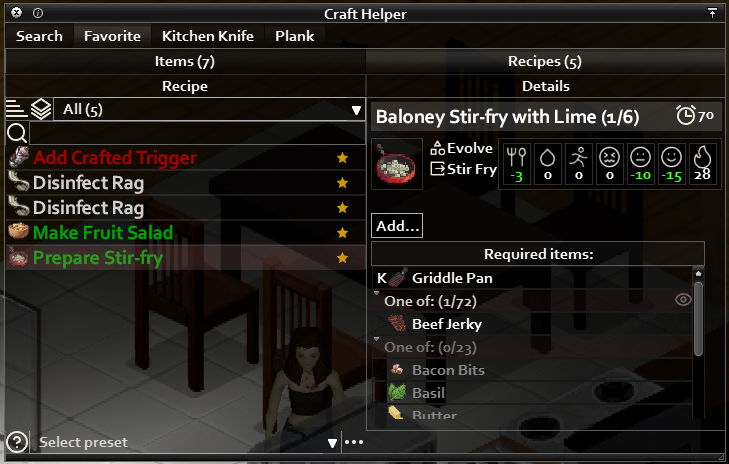 Craft Helper
Search Favorite Kitchen Knife Plank
Items (7) Recipes (5)
Recipe Details
All (5)
Baloney Stir-fry with Lime (1/6) 70
Add Crafted Trigger
Disinfect Rag
Disinfect Rag
Make Fruit Salad
Prepare Stir-fry
Evolve
Stir Fry
-3 0 0 0 -10 -15 28
Add...
Required items:
K Griddle Pan
One of: (1/72)
Beef Jerky
One of: (0/23)
Bacon Bits
Basil
Butter
? Select preset ...